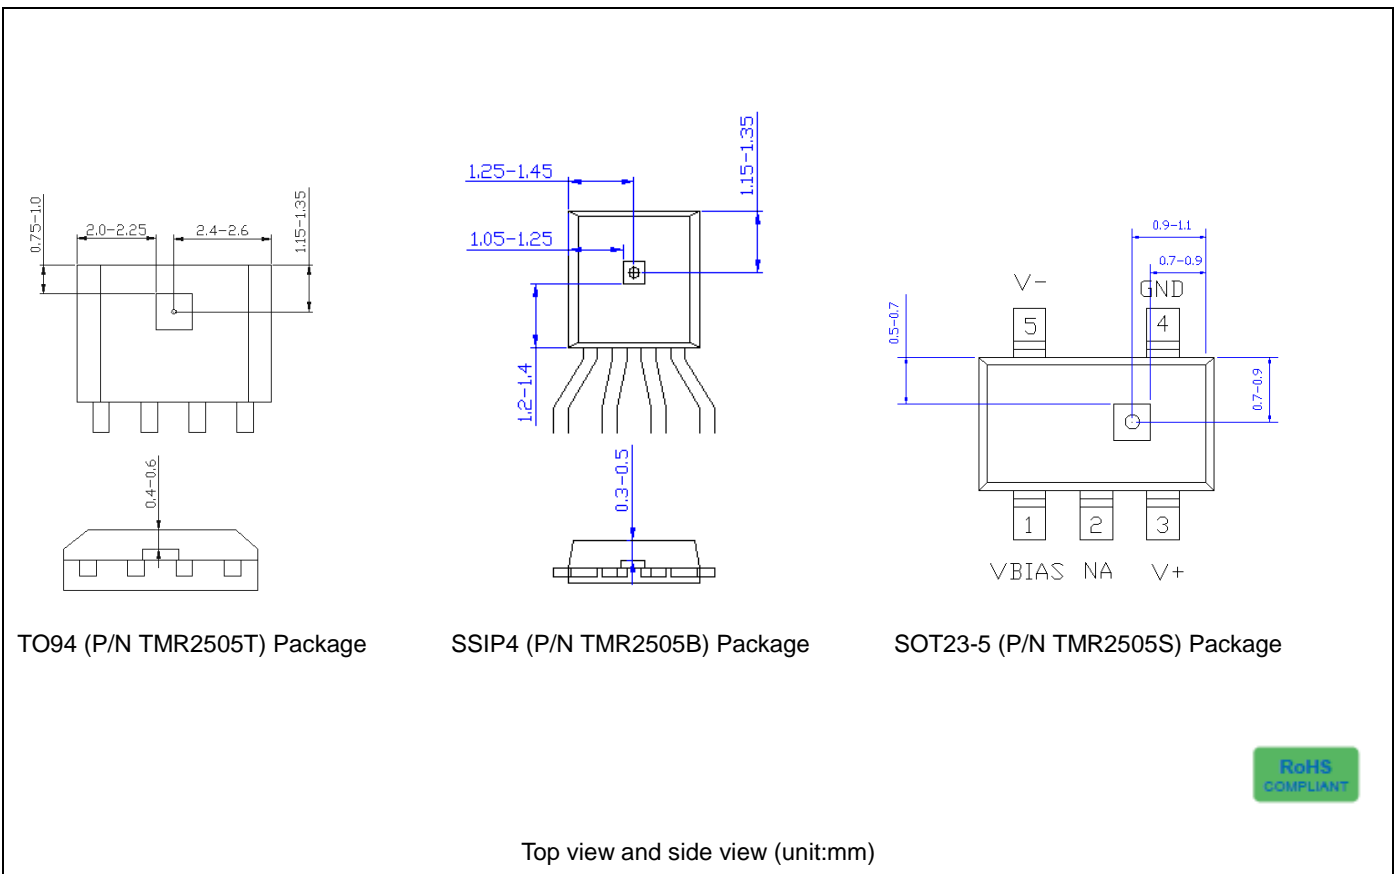 0.75-1.0
2.0-2.25
2.4-2.6
1.15-1.35
0.4-0.6
TO94 (P/N TMR2505T) Package
1.25-1.45
1.15-1.35
1.05-1.25
1.2-1.4
0.3-0.5
SSIP4 (P/N TMR2505B) Package
0.9-1.1
0.7-0.9
V-
GND
5
4
0.5-0.7
0.7-0.9
1
2
3
VBIAS NA V+
SOT23-5 (P/N TMR2505S) Package
RoHS
COMPLIANT
Top view and side view (unit:mm)